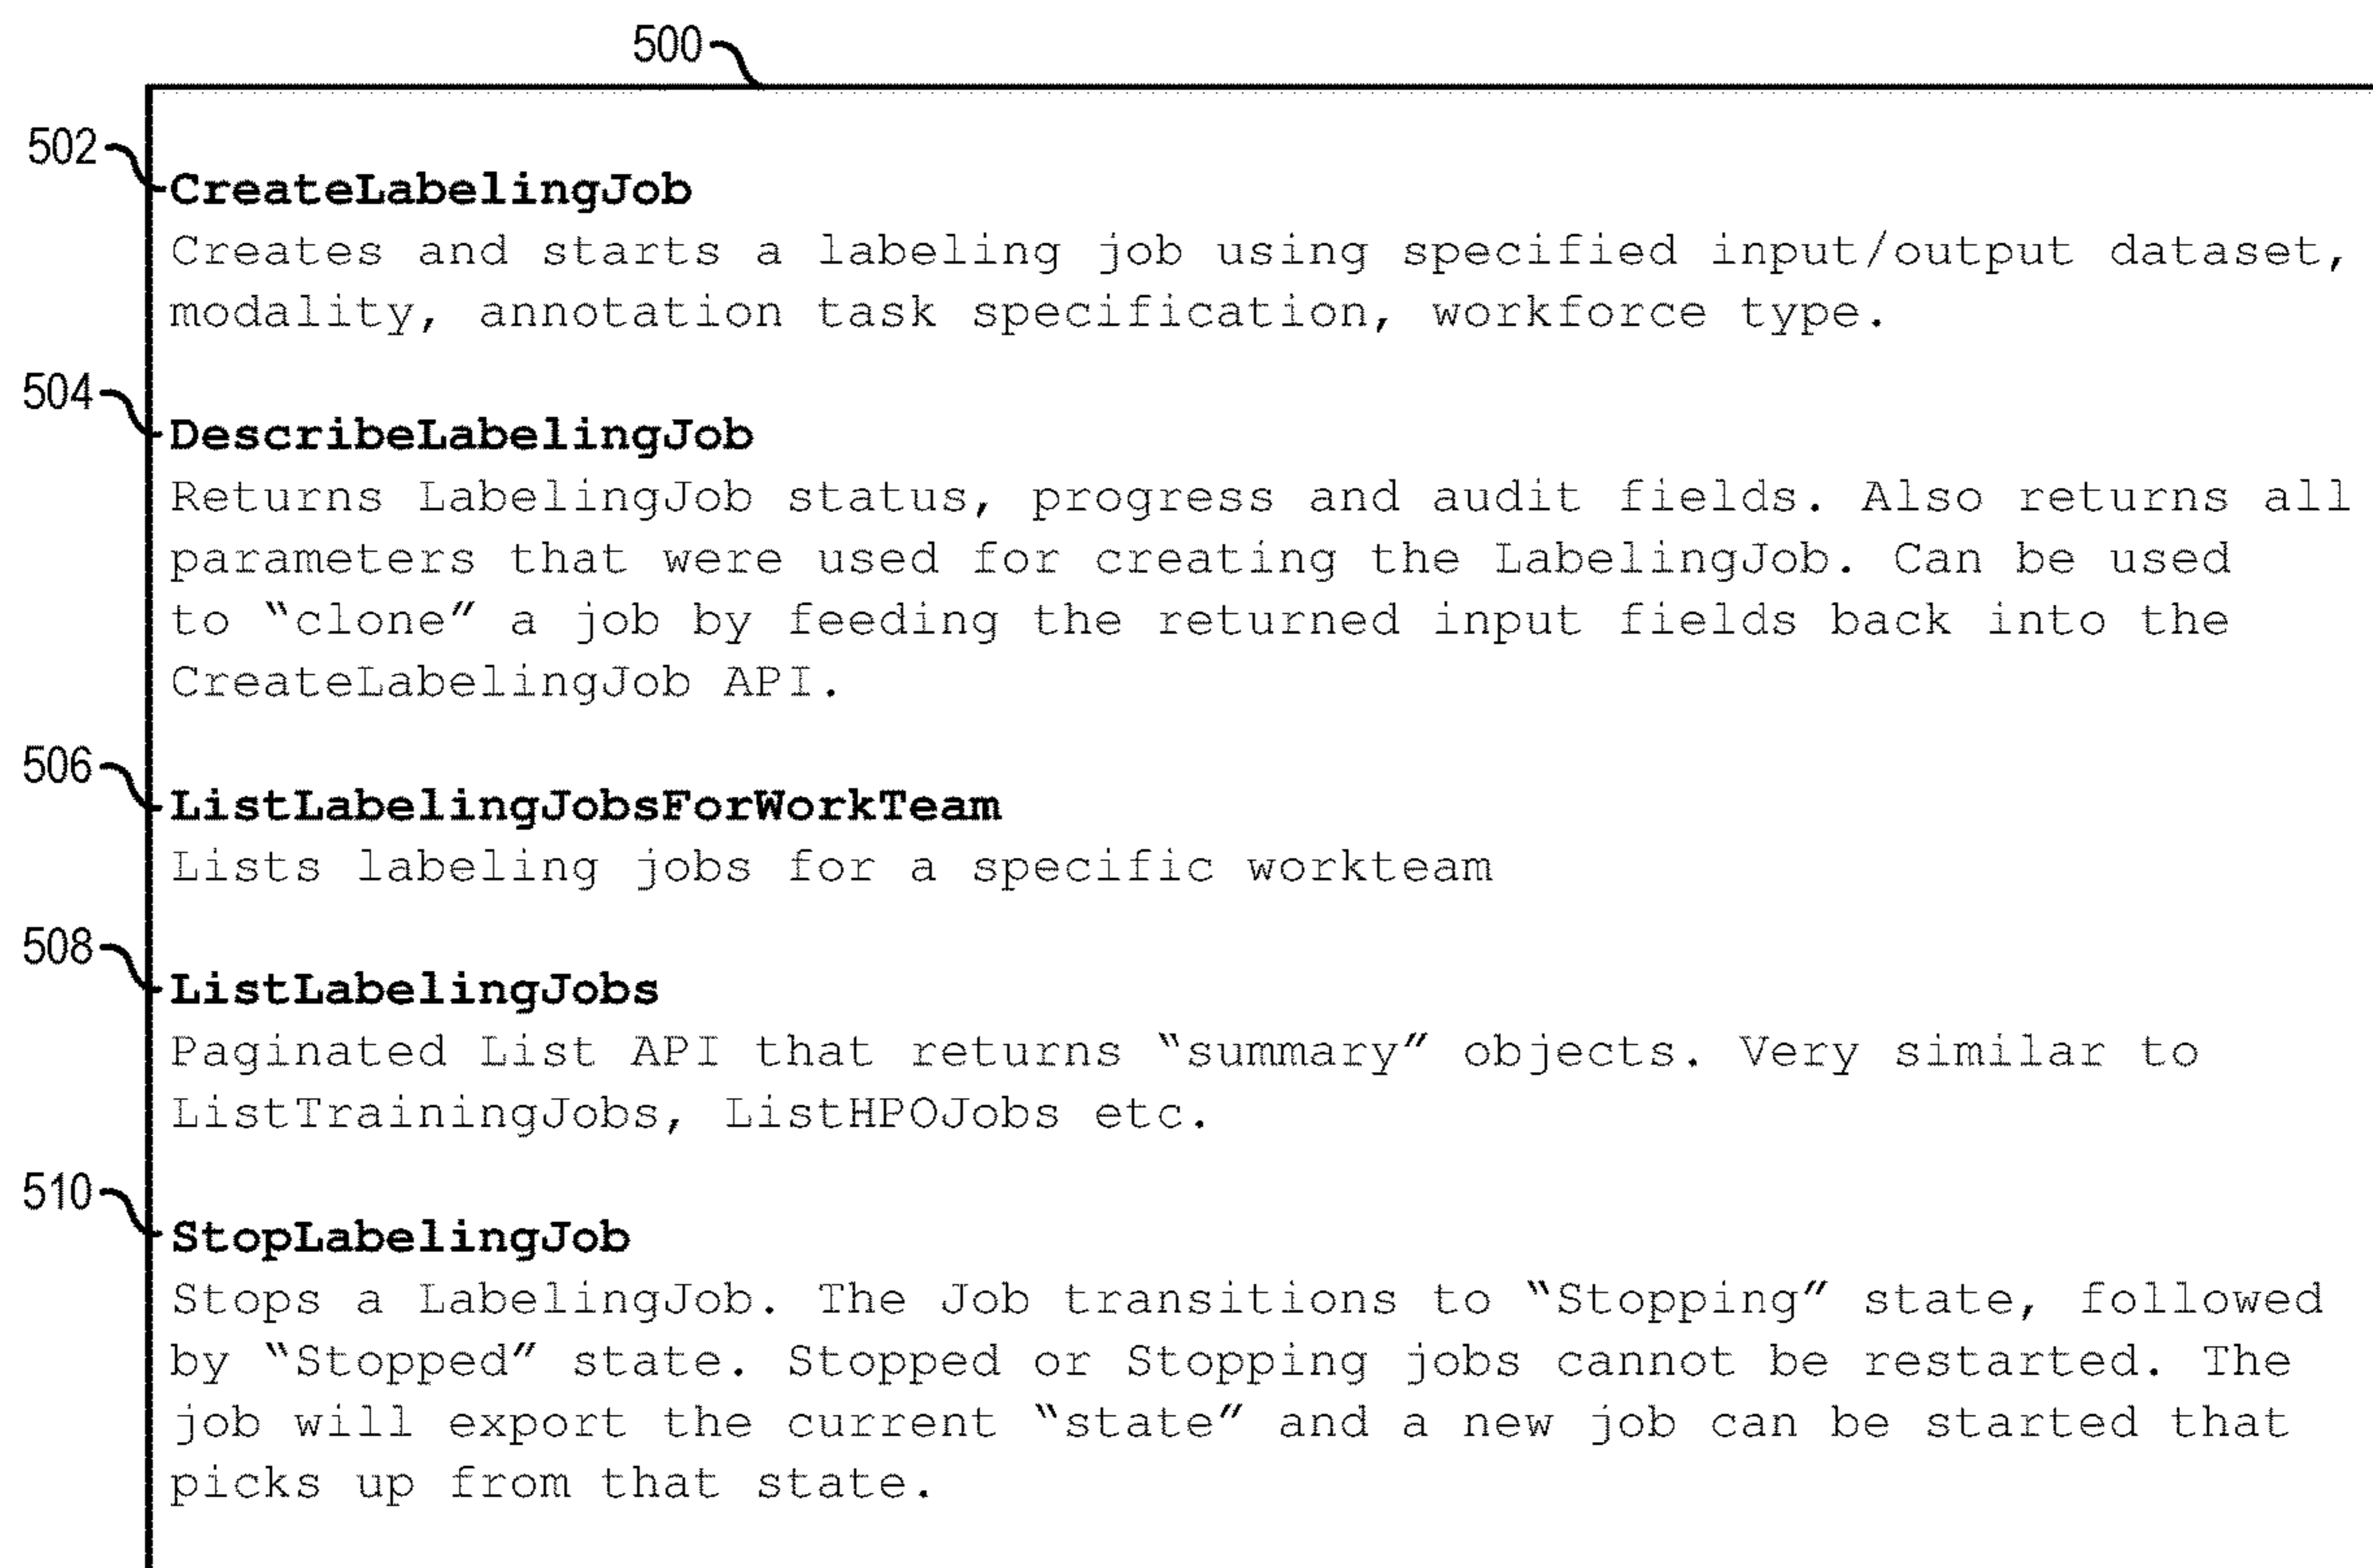 500
502
CreateLabelingJob
Creates and starts a labeling job using specified input/output dataset,
modality, annotation task specification, workforce type.
504
DescribeLabelingJob
Returns LabelingJob status, progress and audit fields. Also returns all
parameters that were used for creating the LabelingJob. Can be used
to “clone” a job by feeding the returned input fields back into the
CreateLabelingJob API.
506
ListLabelingJobsForWorkTeam
Lists labeling jobs for a specific workteam
508
ListLabelingJobs
Paginated List API that returns “summary” objects. Very similar to
ListTrainingJobs, ListHPOJobs etc.
510
StopLabelingJob
Stops a LabelingJob. The Job transitions to “Stopping” state, followed
by “Stopped” state. Stopped or Stopping jobs cannot be restarted. The
job will export the current “state” and a new job can be started that
picks up from that state.